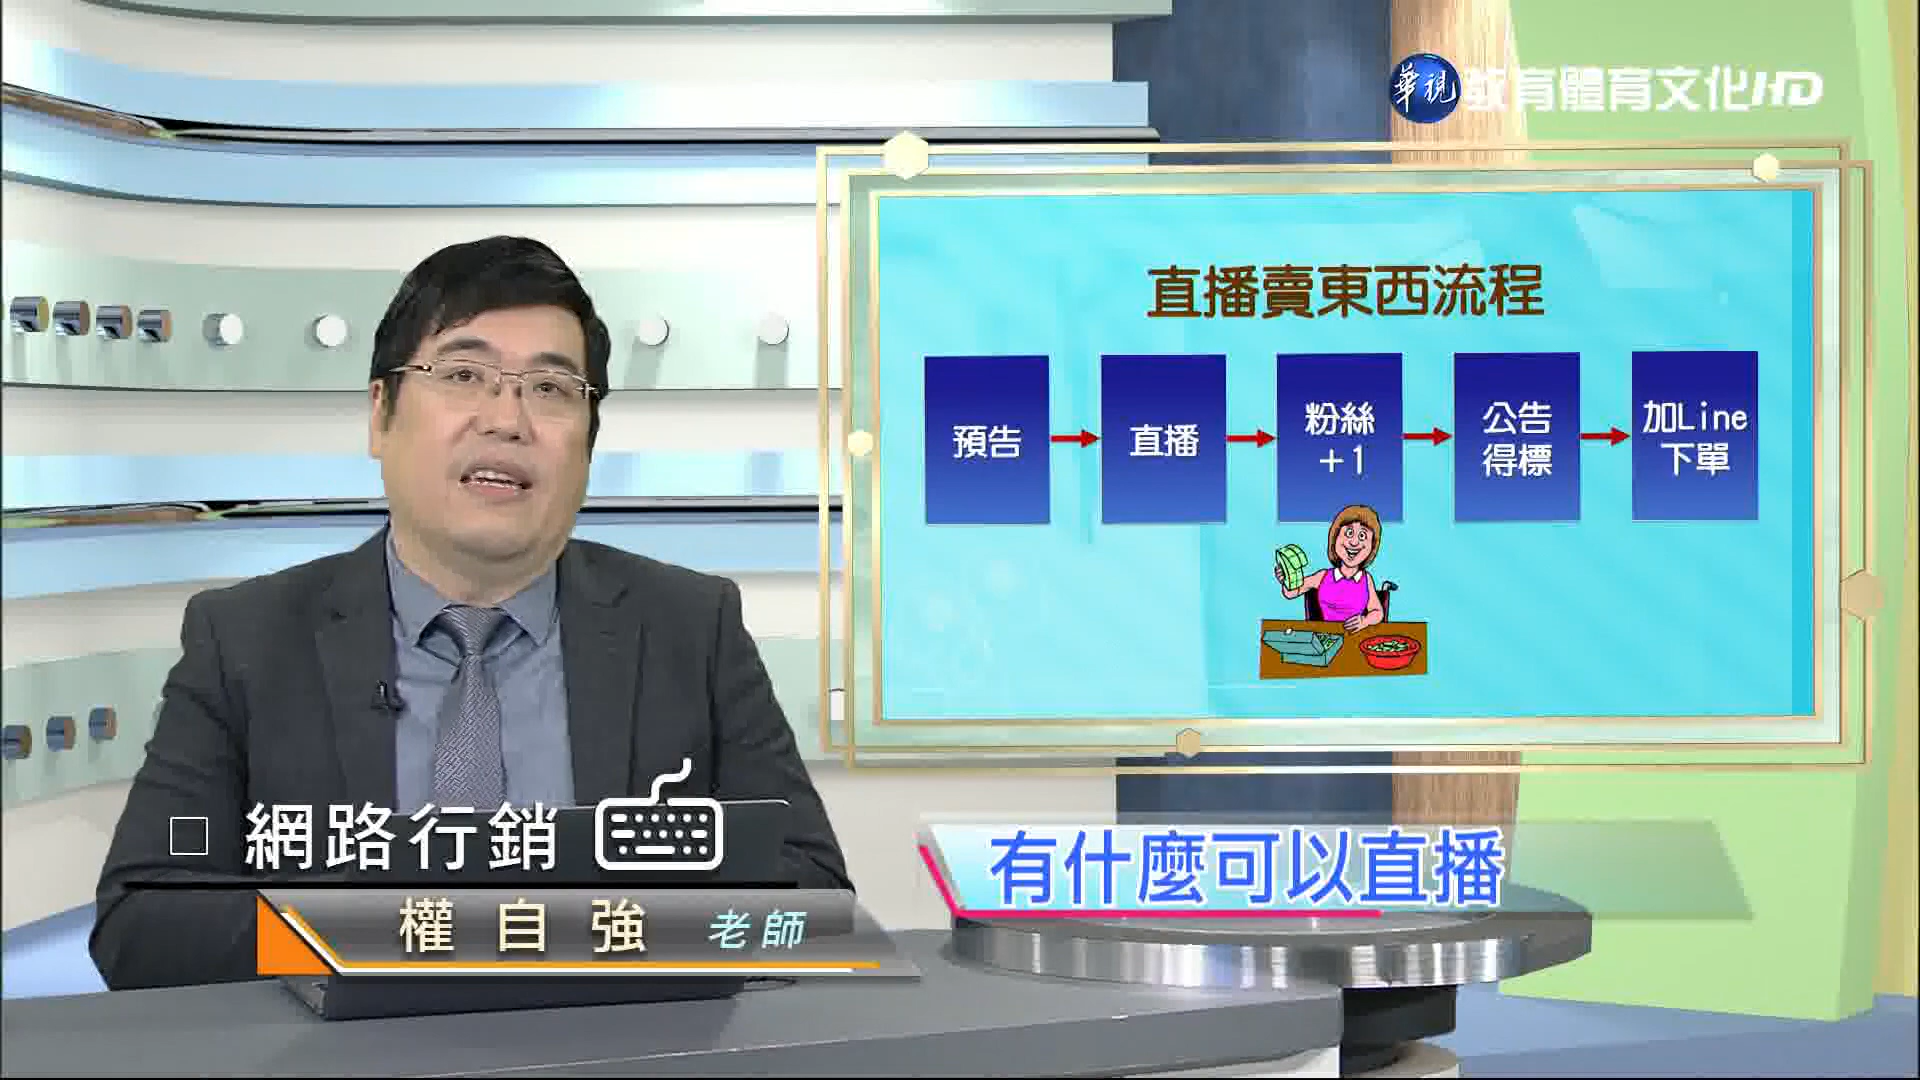 華視 教育體育文化HD
直播賣東西流程
預告
直播
粉絲
+1
公告
得標
加Line
下單
□ 網路行銷
權自強 老師
有什麼可以直播